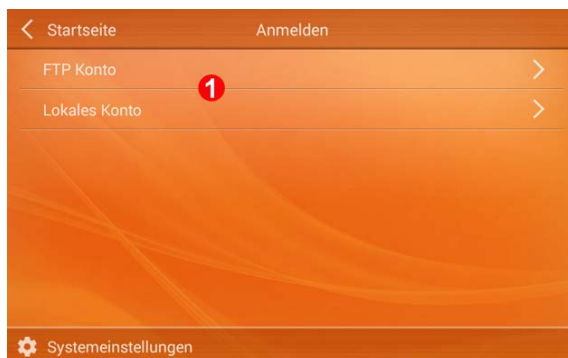 Startseite Anmelden
FTP Konto
1
Lokales Konto
Systemeinstellungen